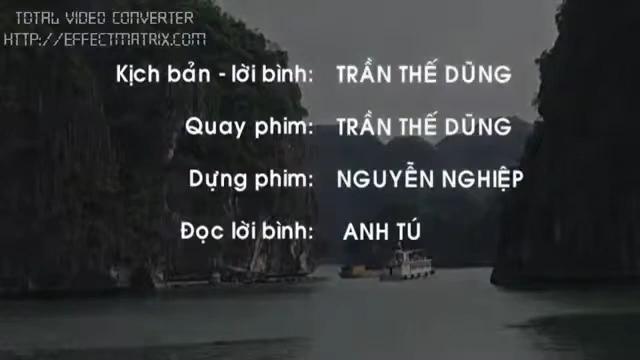 TOTAL VIDEO CONVERTER
HTTP://EFFECTMATRIX.COM
Kịch bản - lời bình: TRẦN THẾ DŨNG
Quay phim: TRẦN THẾ DŨNG
Dựng phim: NGUYỄN NGHIỆP
Đọc lời bình: ANH TÚ